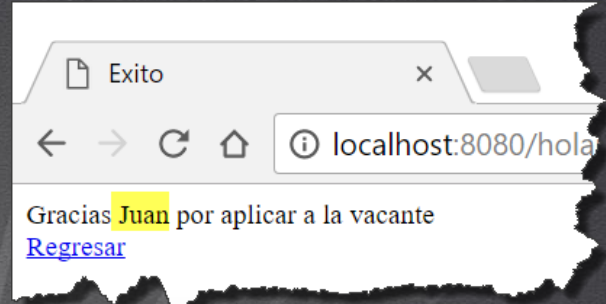 Exito
localhost:8080/hola
Gracias Juan por aplicar a la vacante
Regresar